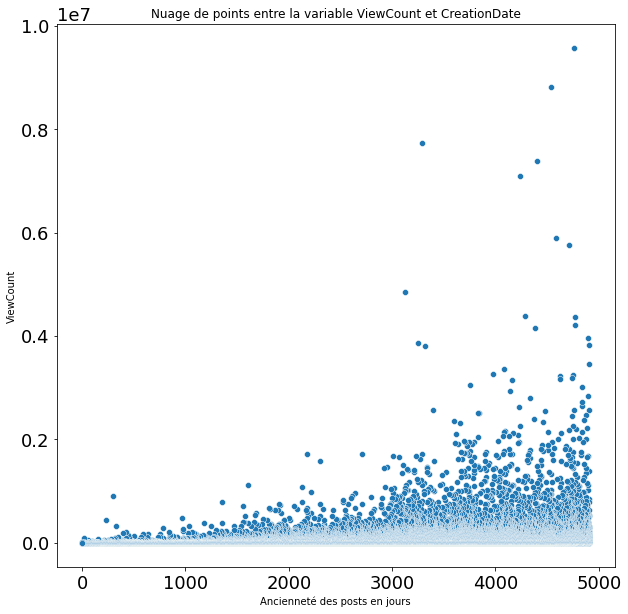 Nuage de points entre la variable ViewCount et CreationDate
1e7
1.0
0.8
0.6
0.4
0.2
0.0
ViewCount
0 1000 2000 3000 4000 5000
Ancienneté des posts en jours